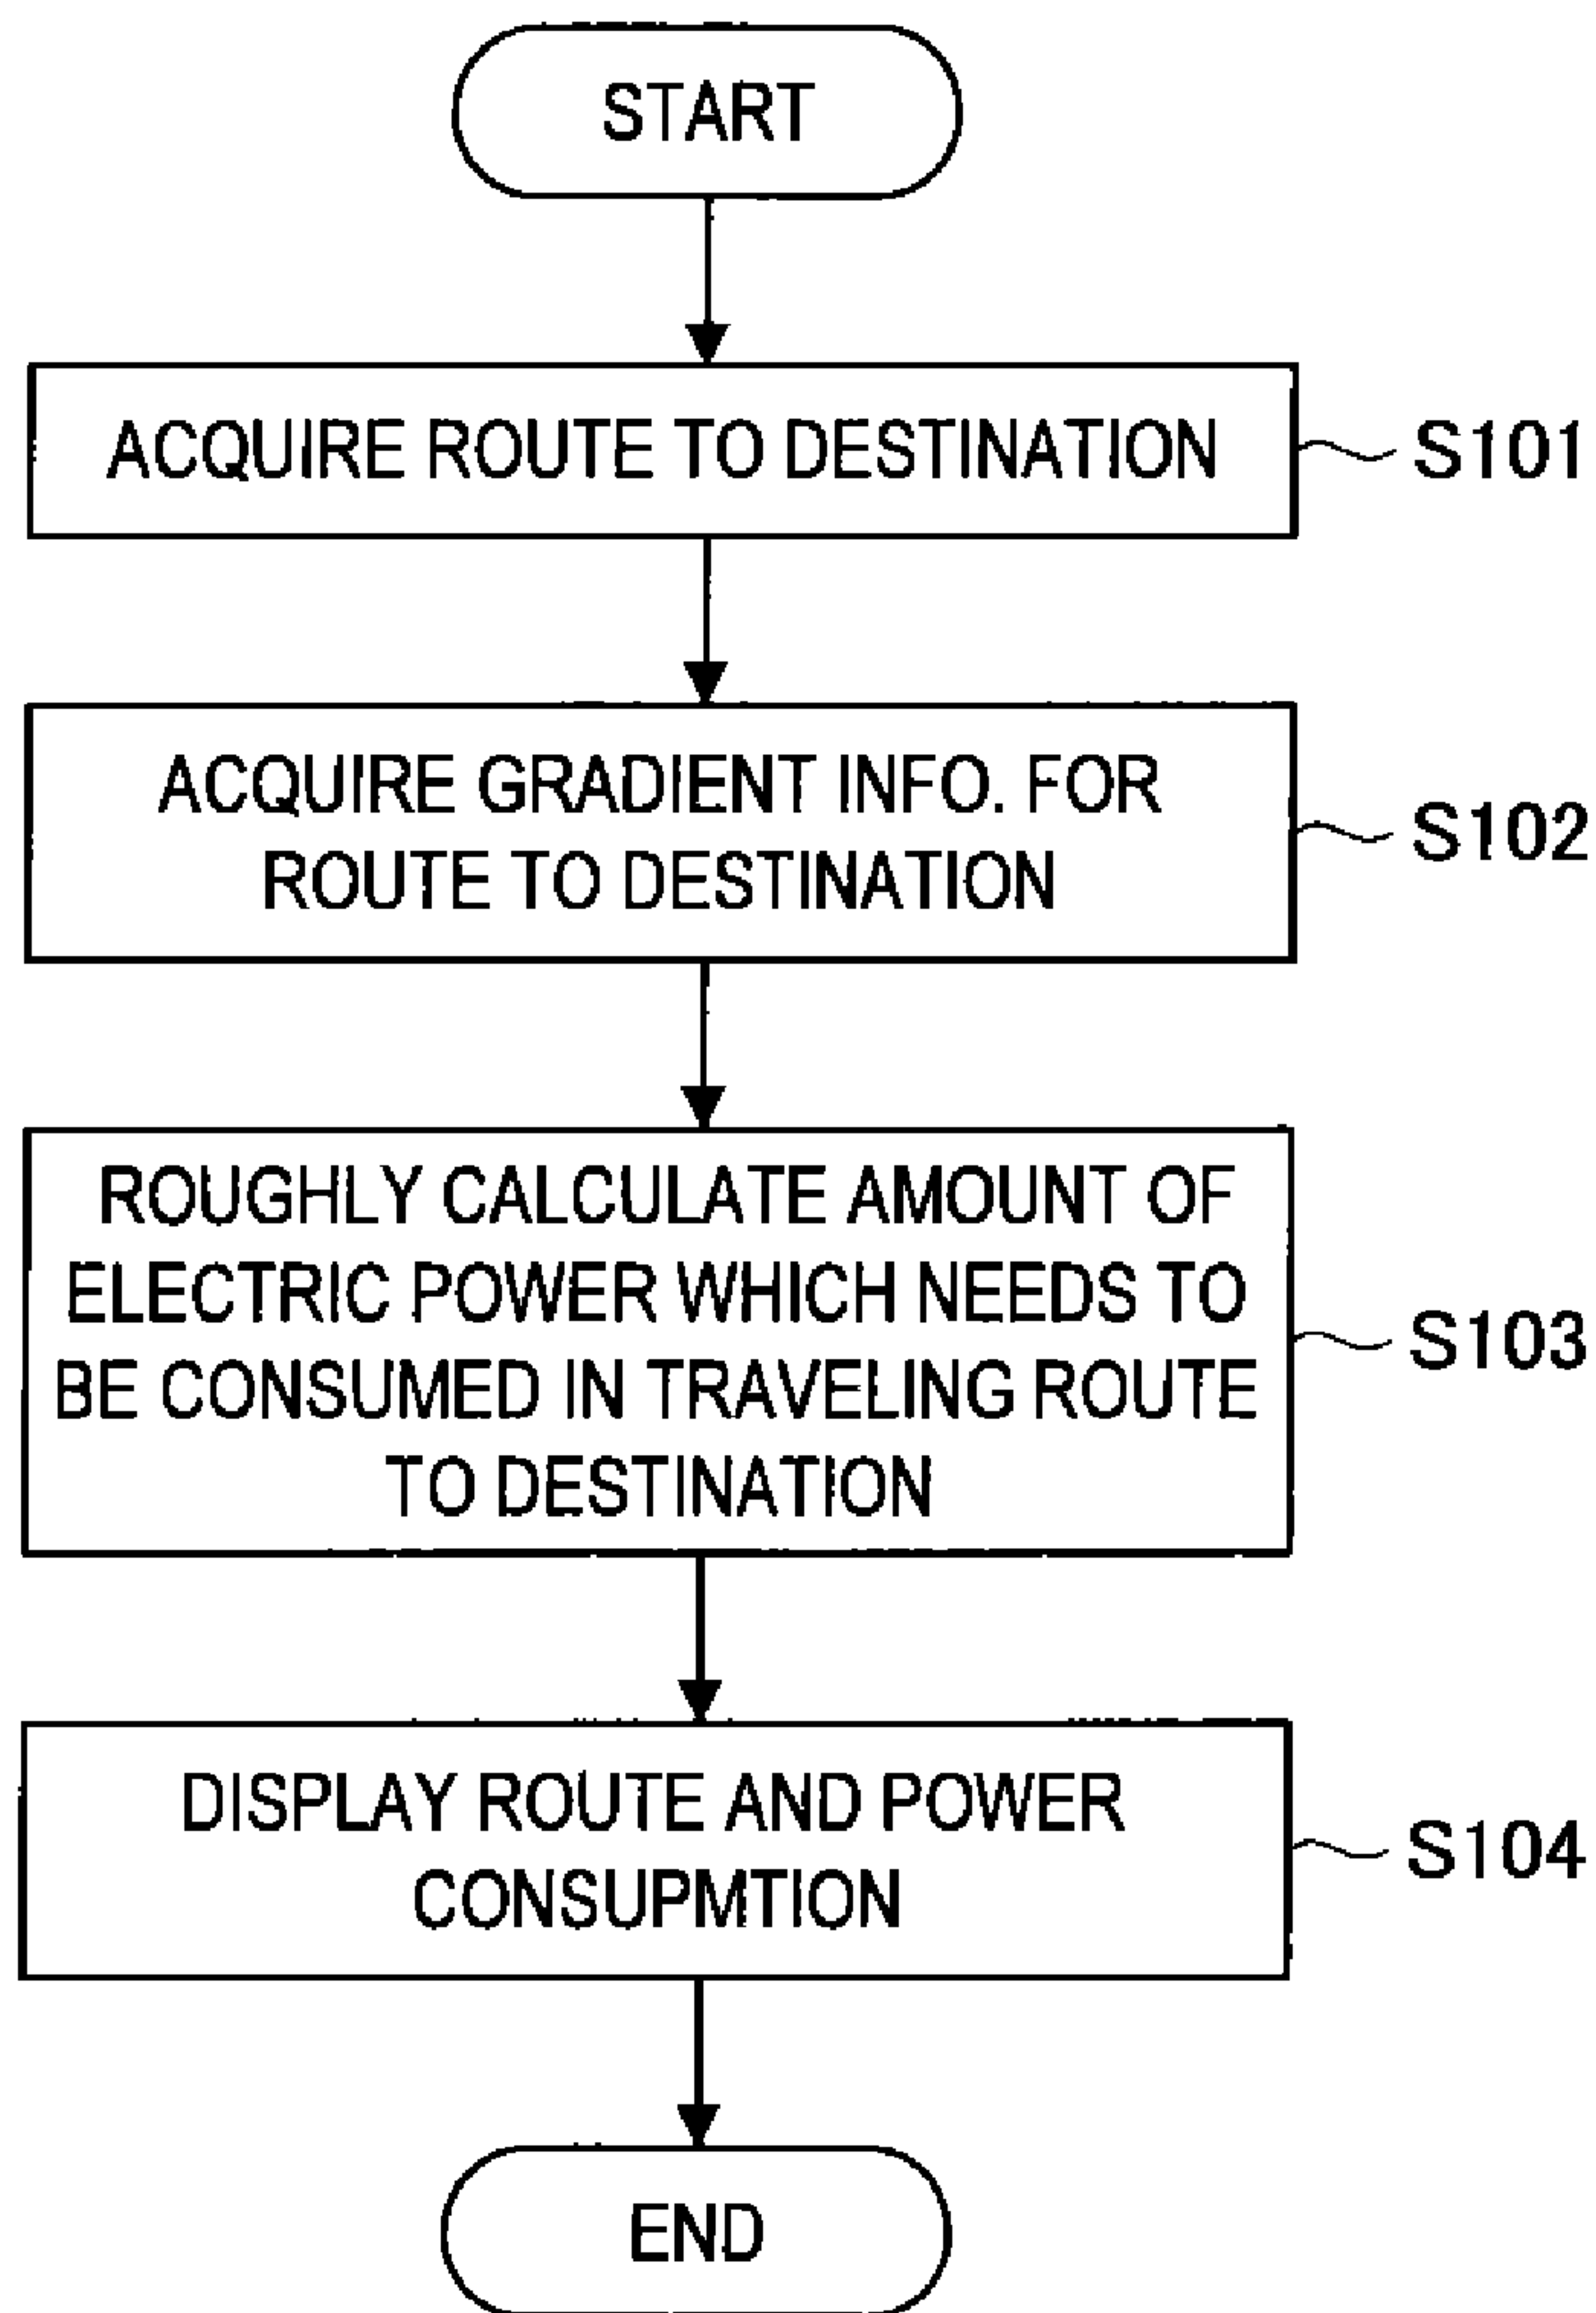 START
ACQUIRE ROUTE TO DESTINATION
S101
ACQUIRE GRADIENT INFO. FOR
ROUTE TO DESTINATION
S102
ROUGHLY CALCULATE AMOUNT OF
ELECTRIC POWER WHICH NEEDS TO
BE CONSUMED IN TRAVELING ROUTE
TO DESTINATION
S103
DISPLAY ROUTE AND POWER
CONSUPMTION
S104
END